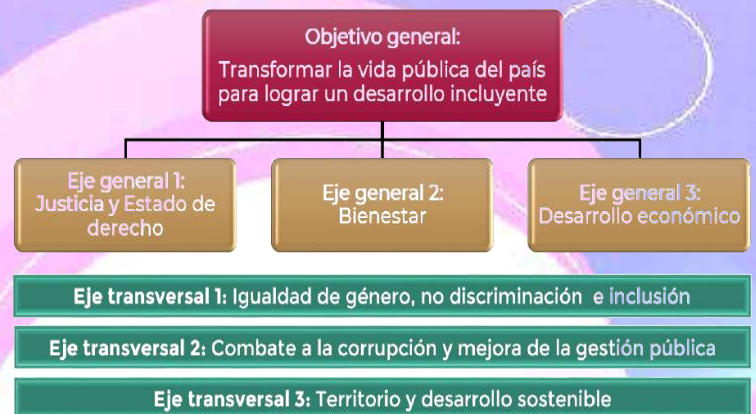 Objetivo general:
Transformar la vida pública del país
para lograr un desarrollo incluyente
Eje general 1:
Justicia y Estado de
derecho
Eje general 2:
Bienestar
Eje general 3:
Desarrollo económico
Eje transversal 1: Igualdad de género, no discriminación e inclusión
Eje transversal 2: Combate a la corrupción y mejora de la gestión pública
Eje transversal 3: Territorio y desarrollo sostenible